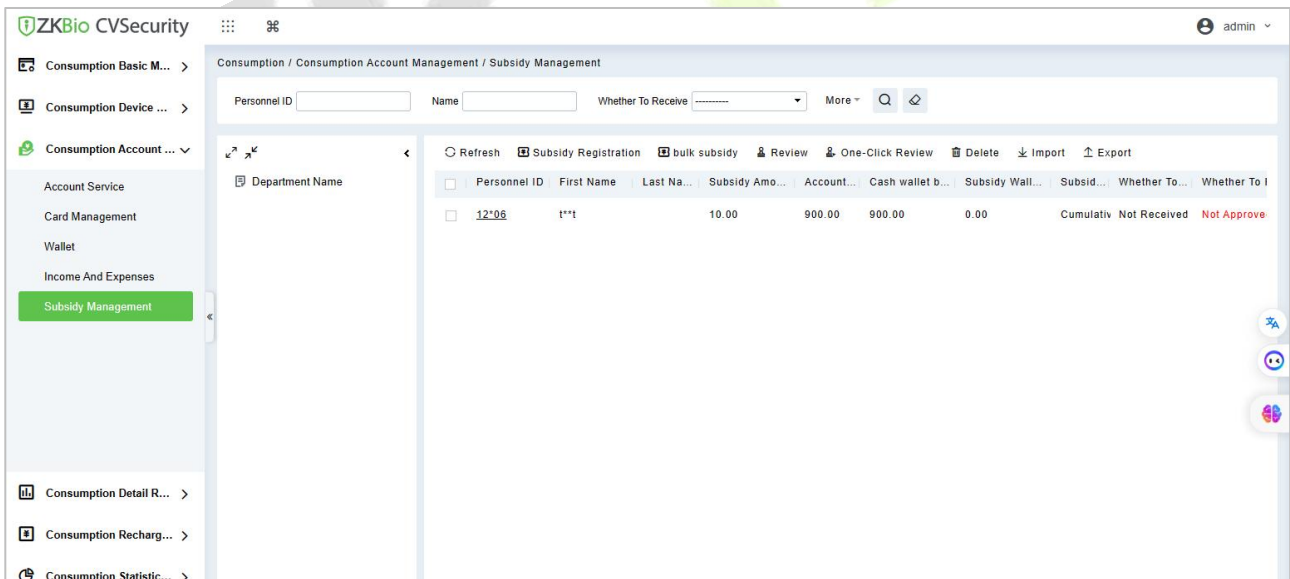 ZKBio CVSecurity
admin
Consumption Basic M...
Consumption Device ...
Consumption Account ...
Account Service
Card Management
Wallet
Income And Expenses
Subsidy Management
Consumption Detail R...
Consumption Recharg...
Consumption Statistic...
Consumption / Consumption Account Management / Subsidy Management
Personnel ID Name Whether To Receive ---------- More
Department Name
Refresh Subsidy Registration bulk subsidy Review One-Click Review Delete Import Export
Personnel ID First Name Last Na... Subsidy Amo... Account... Cash wallet b... Subsidy Wall... Subsid... Whether To... Whether To
12*06 t**t 10.00 900.00 900.00 0.00 Cumulativ Not Received Not Approve